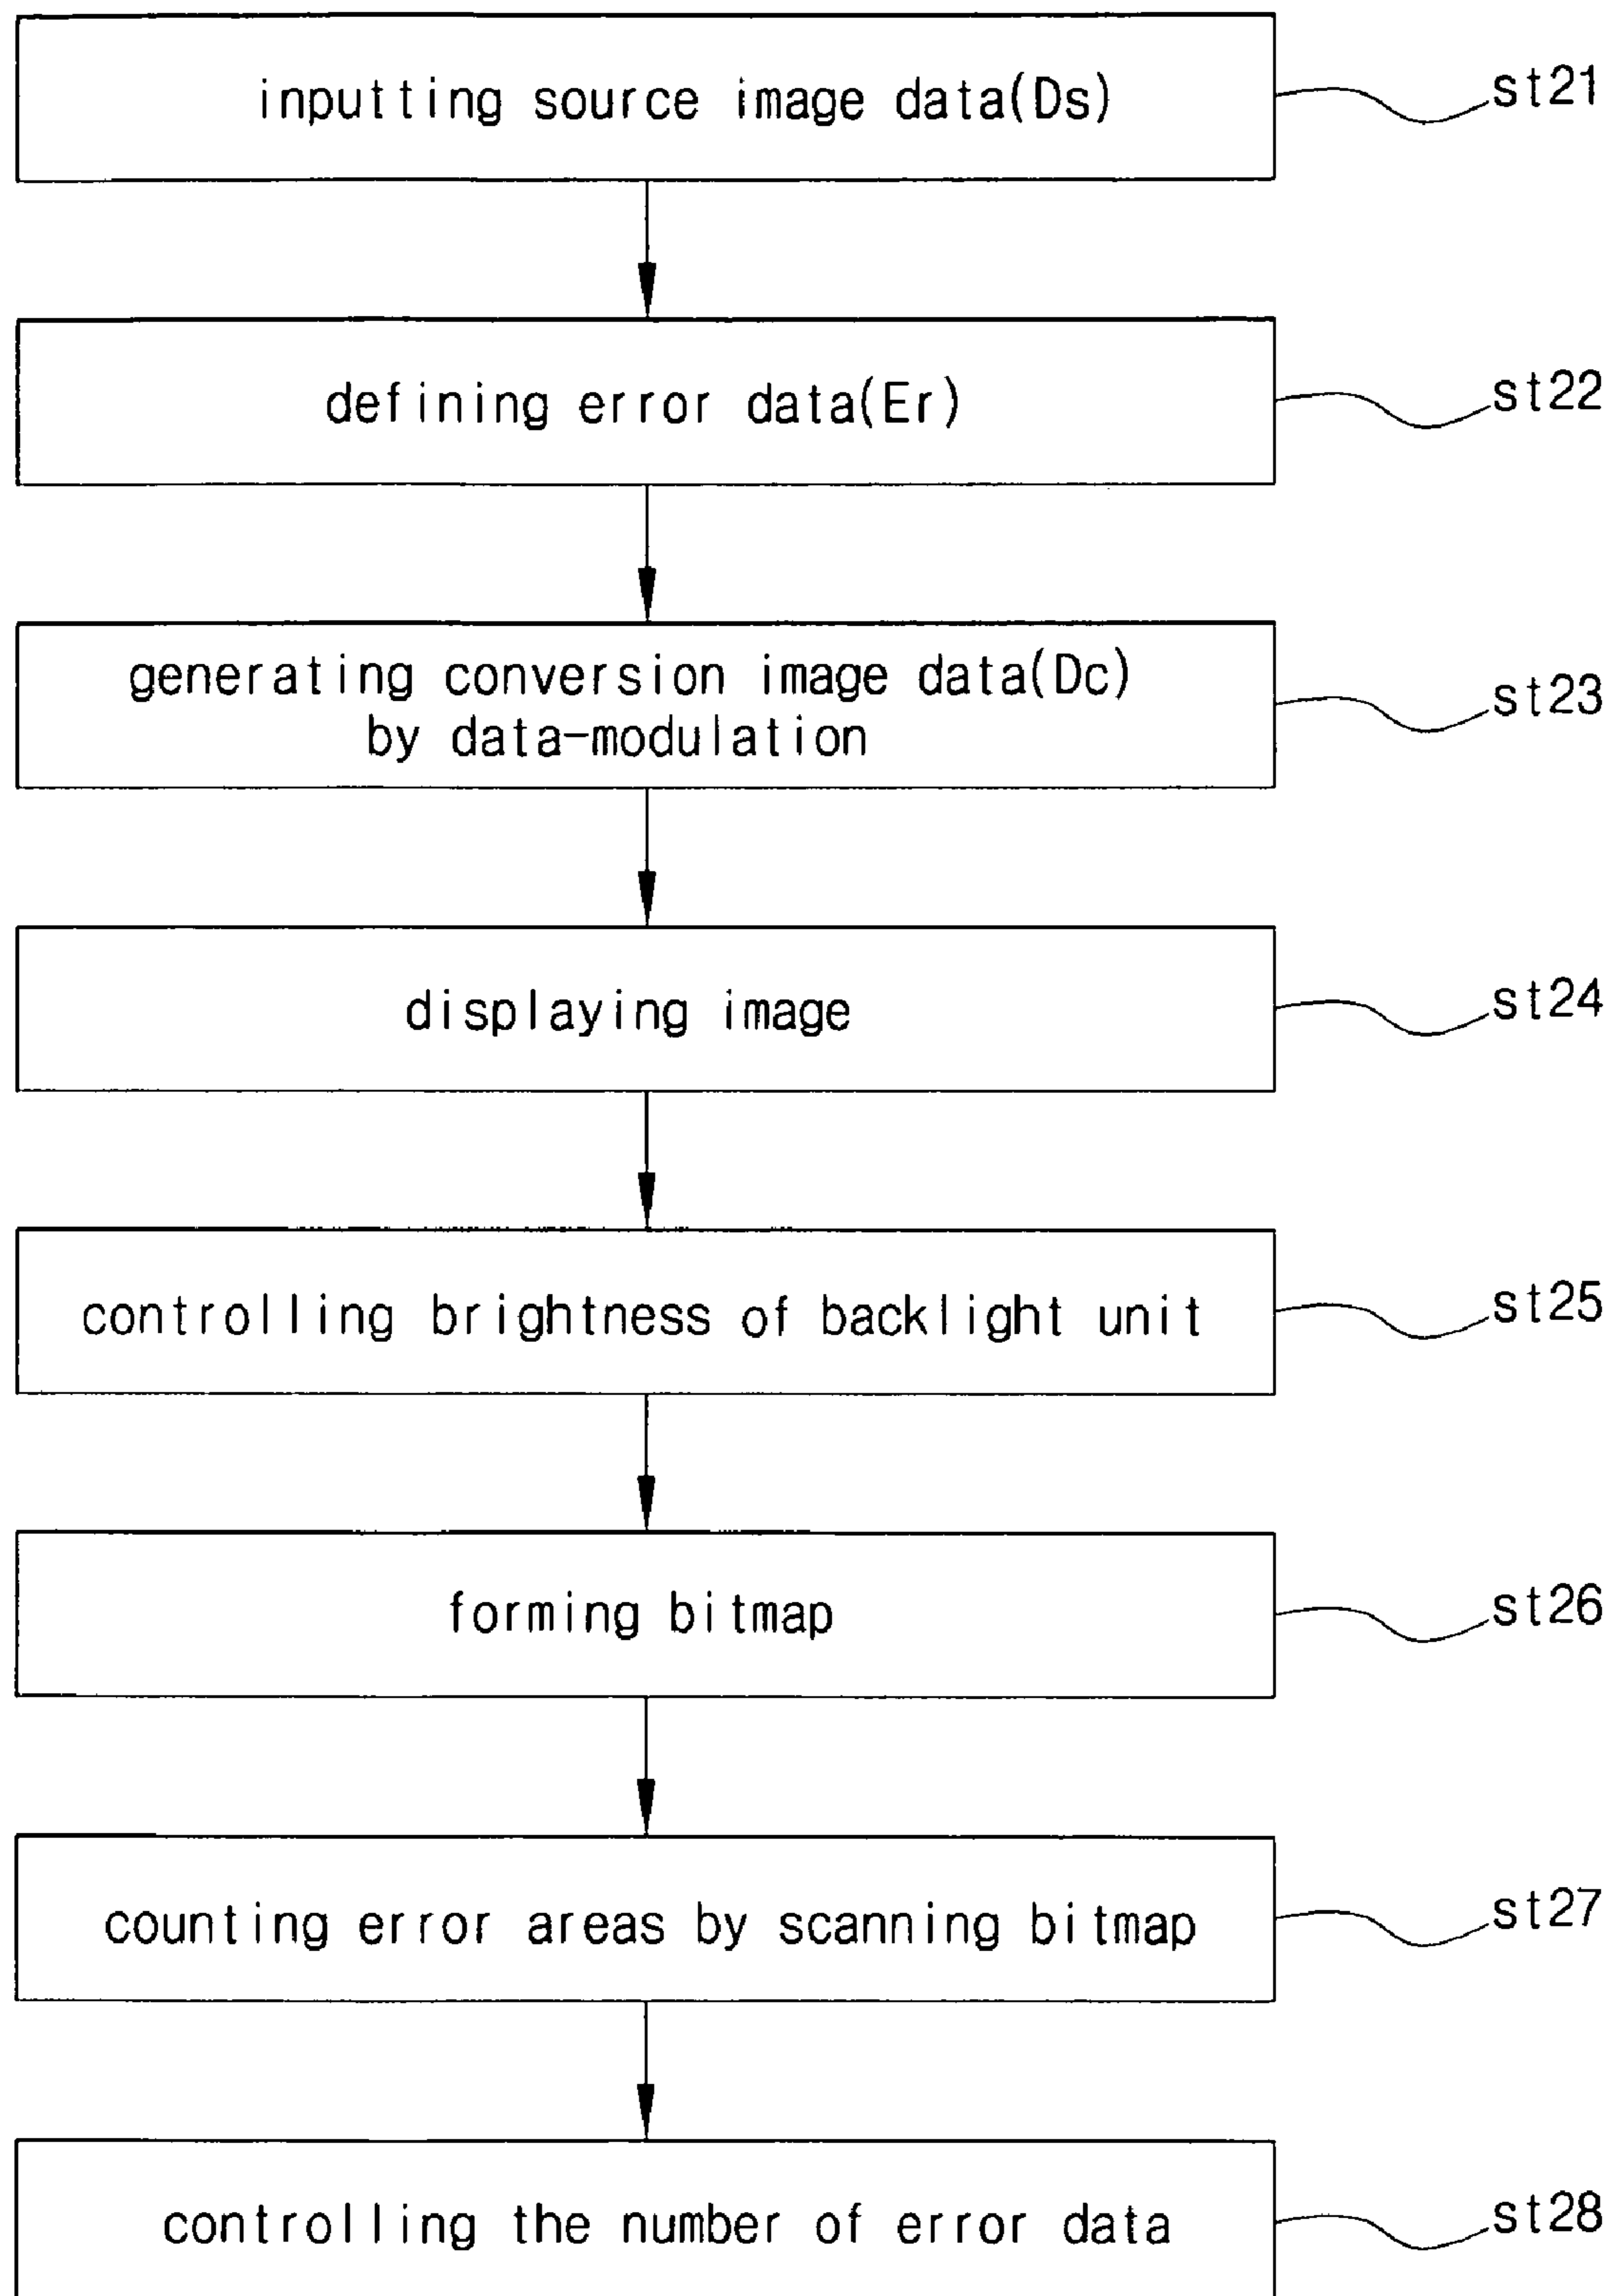 inputting source image data(Ds)
st21
defining error data(Er)
st22
generating conversion image data(Dc)
by data-modulation
st23
displaying image
st24
controlling brightness of backlight unit
st25
forming bitmap
st26
counting error areas by scanning bitmap
st27
controlling the number of error data
st28